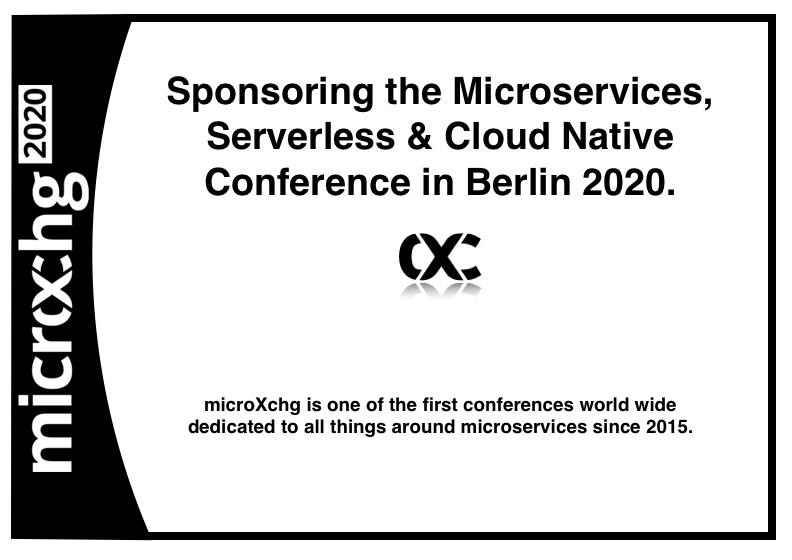 microxchg 2020
Sponsoring the Microservices,
Serverless & Cloud Native
Conference in Berlin 2020.
microXchg is one of the first conferences world wide
dedicated to all things around microservices since 2015.